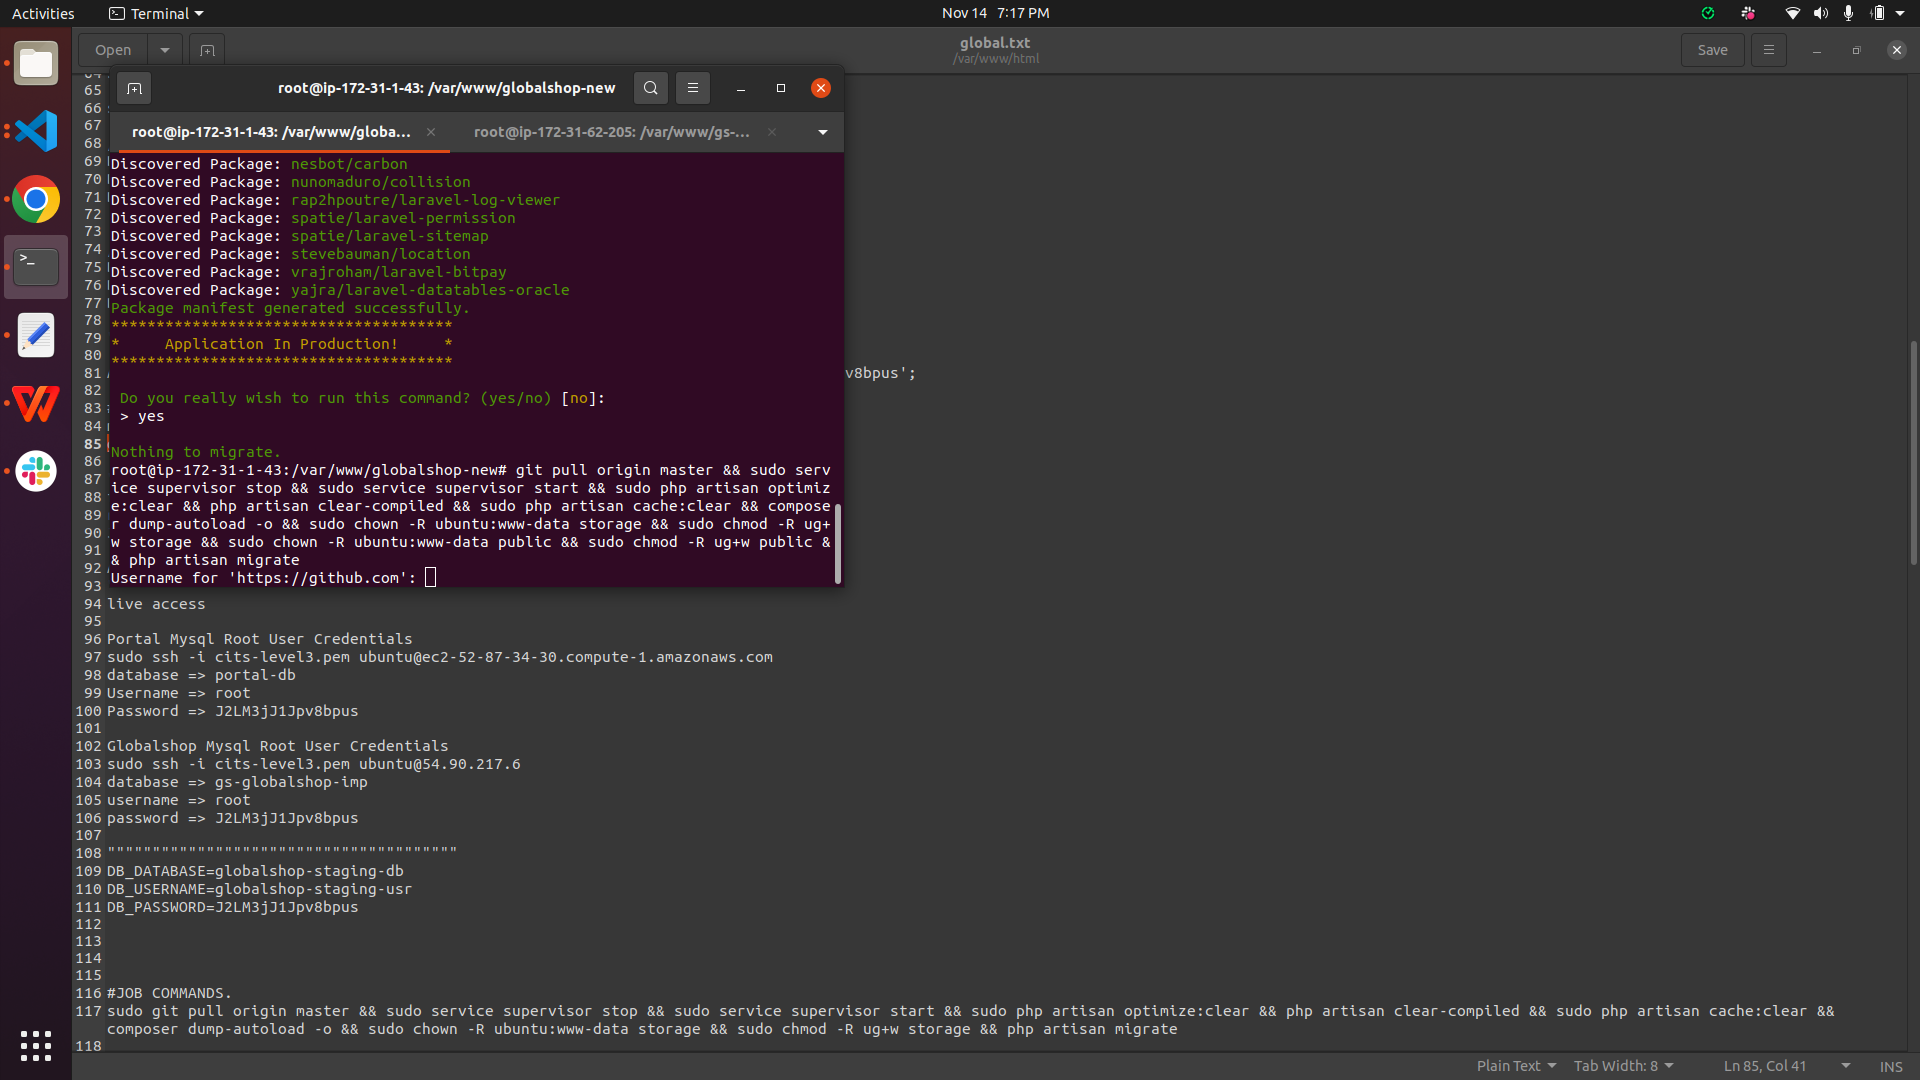 Activities
Terminal
Nov 14 7:17 PM
Open
global.txt
/var/www/html
Save
root@ip-172-31-1-43: /var/www/globalshop-new
root@ip-172-31-1-43: /var/www/globa...
root@ip-172-31-62-205: /var/www/gs-...
Discovered Package: nesbot/carbon
Discovered Package: nunomaduro/collision
Discovered Package: rap2hpoutre/laravel-log-viewer
Discovered Package: spatie/laravel-permission
Discovered Package: spatie/laravel-sitemap
Discovered Package: stevebauman/location
Discovered Package: vrajroham/laravel-bitpay
Discovered Package: yajra/laravel-datatables-oracle
Package manifest generated successfully.
**************************************
*     Application In Production!     *
**************************************
Do you really wish to run this command? (yes/no) [no]:
> yes
Nothing to migrate.
root@ip-172-31-1-43:/var/www/globalshop-new# git pull origin master && sudo serv
ice supervisor stop && sudo service supervisor start && sudo php artisan optimiz
e:clear && php artisan clear-compiled && sudo php artisan cache:clear && compose
r dump-autoload -o && sudo chown -R ubuntu:www-data storage && sudo chmod -R ug+
w storage && sudo chown -R ubuntu:www-data public && sudo chmod -R ug+w public &
& php artisan migrate
Username for 'https://github.com':
65
66
67
68
69
70
71
72
73
74
75
76
77
78
79
80
81 v8bpus';
82
83
84
85
86
87
88
89
90
91
92
93
94 live access
95
96 Portal Mysql Root User Credentials
97 sudo ssh -i cits-level3.pem ubuntu@ec2-52-87-34-30.compute-1.amazonaws.com
98 database => portal-db
99 Username => root
100 Password => J2LM3jJ1Jpv8bpus
101
102 Globalshop Mysql Root User Credentials
103 sudo ssh -i cits-level3.pem ubuntu@54.90.217.6
104 database => gs-globalshop-imp
105 username => root
106 password => J2LM3jJ1Jpv8bpus
107
108 """""""""""""""""""""""""""""""""""""""
109 DB_DATABASE=globalshop-staging-db
110 DB_USERNAME=globalshop-staging-usr
111 DB_PASSWORD=J2LM3jJ1Jpv8bpus
112
113
114
115
116 #JOB COMMANDS.
117 sudo git pull origin master && sudo service supervisor stop && sudo service supervisor start && sudo php artisan optimize:clear && php artisan clear-compiled && sudo php artisan cache:clear &&
composer dump-autoload -o && sudo chown -R ubuntu:www-data storage && sudo chmod -R ug+w storage && php artisan migrate
118
Plain Text
Tab Width: 8
Ln 85, Col 41
INS